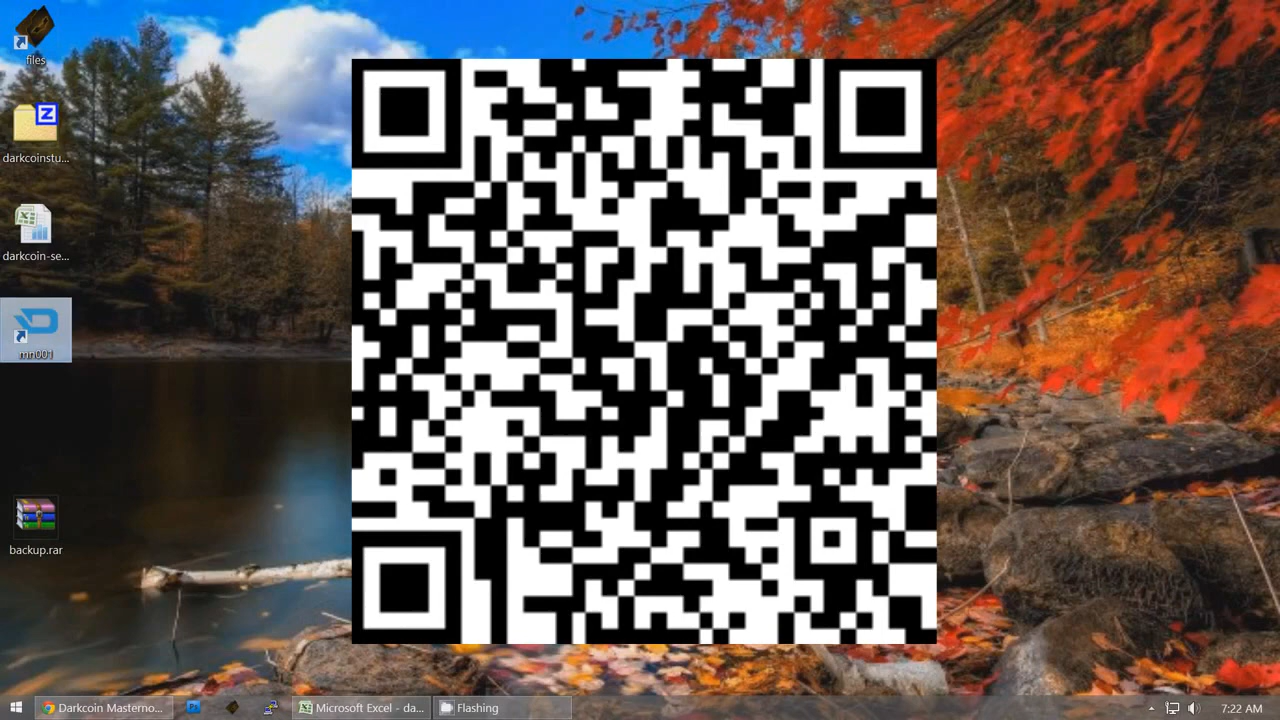 files
darkcoinstu...
darkcoin-se...
mn001
backup.rar
Darkcoin Masterno...
Microsoft Excel - da...
Flashing
7:22 AM